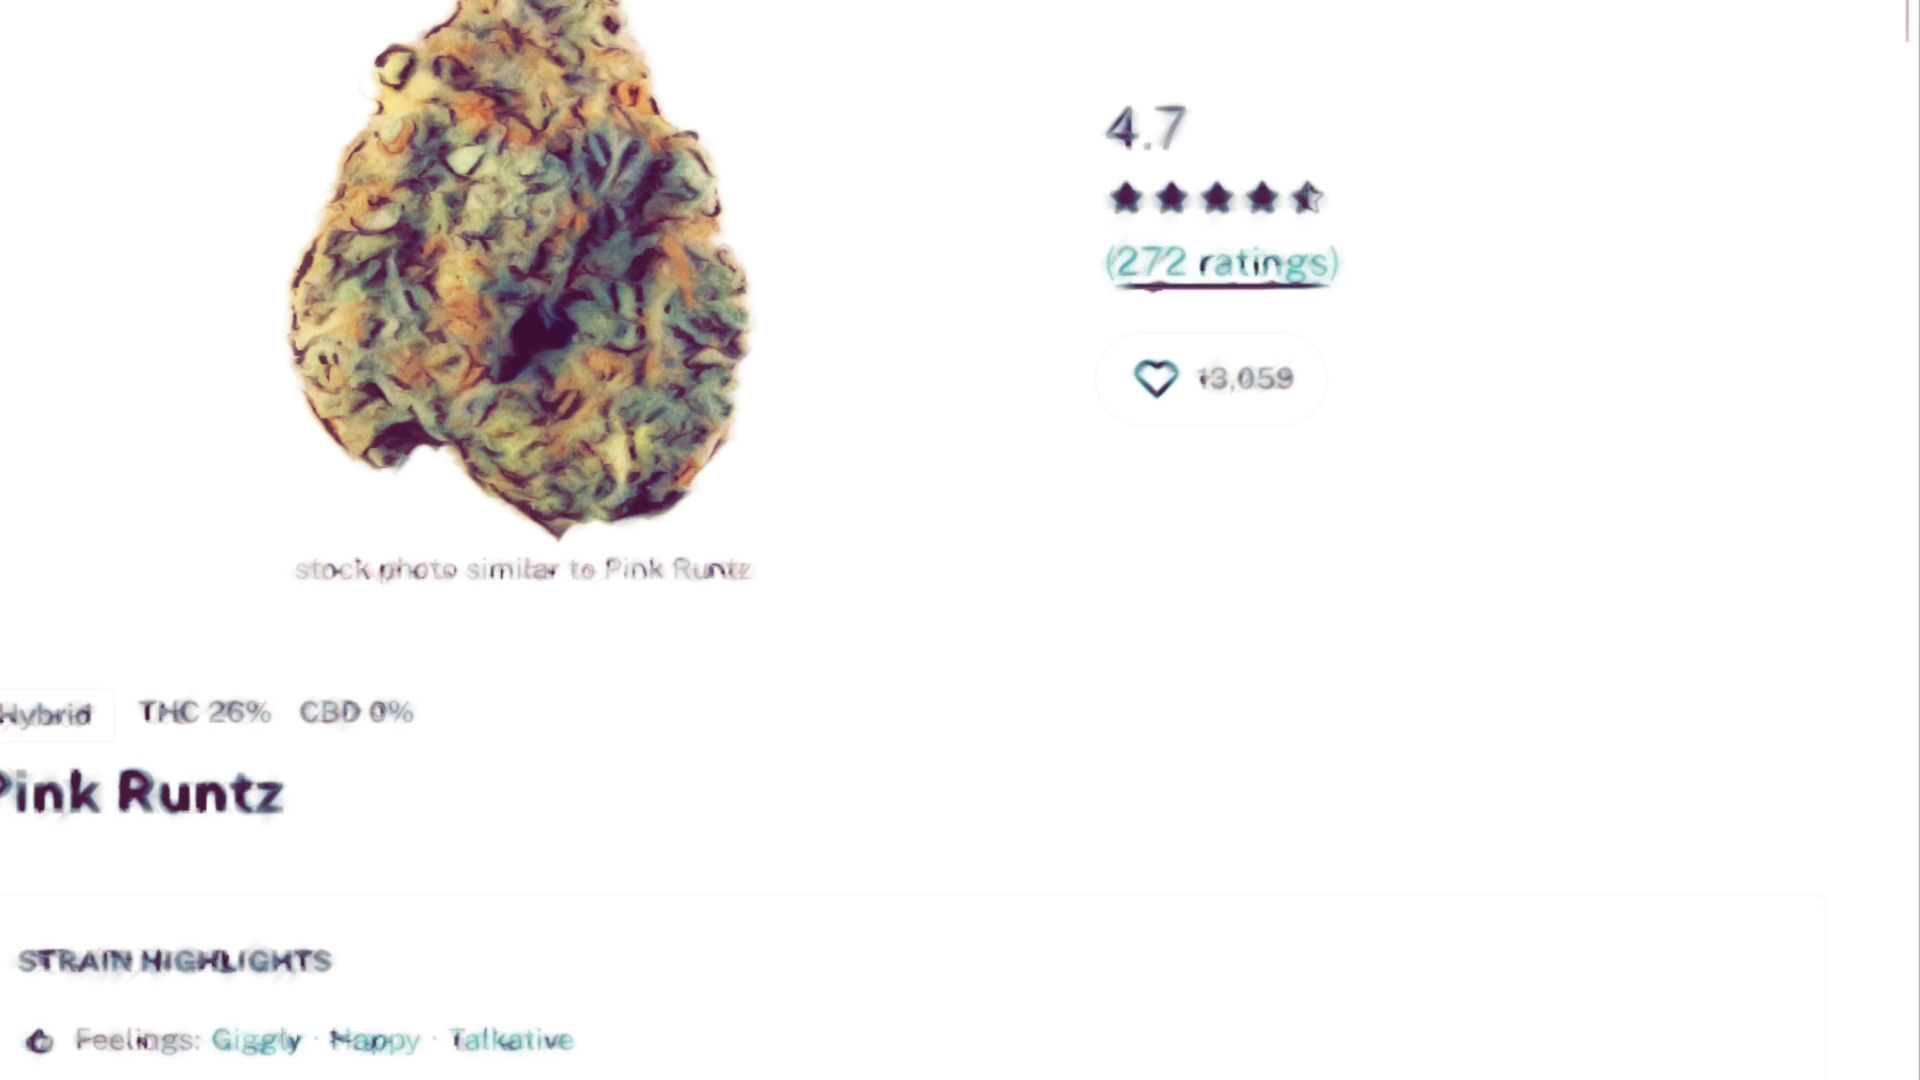 4.7
(272 ratings)
13,059
stock photo similar to Pink Runtz
Hybrid THC 26% CBD 0%
Pink Runtz
STRAIN HIGHLIGHTS
Feelings: Giggly · Happy · Talkative